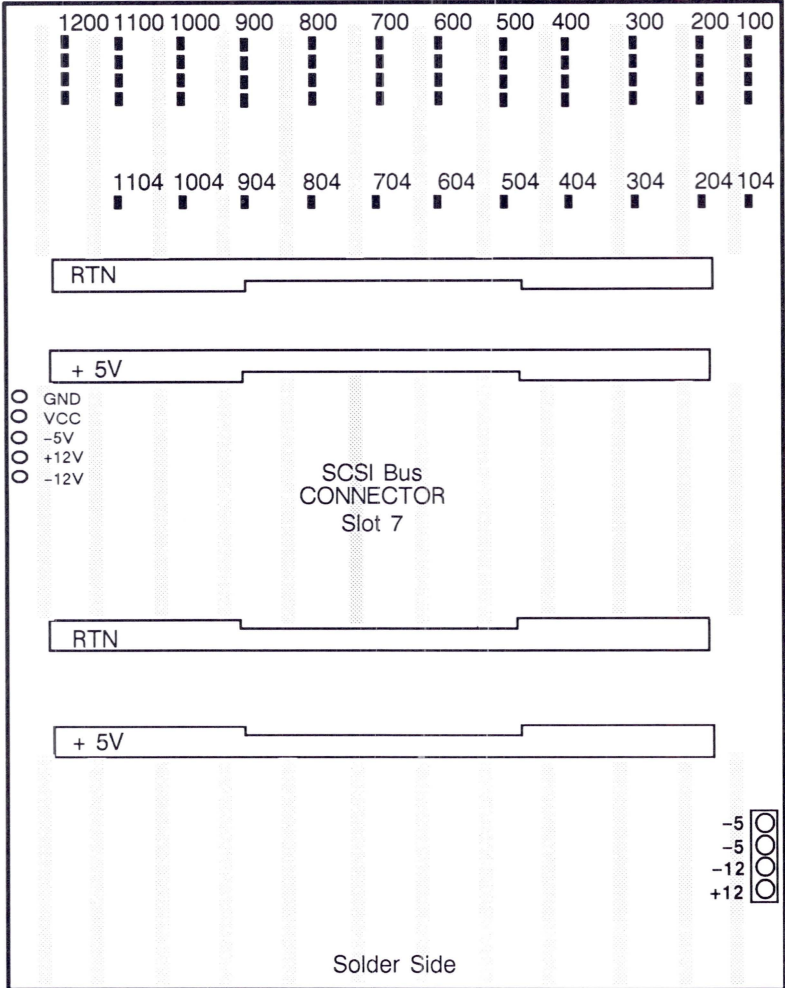 1200 1100 1000 900 800 700 600 500 400 300 200 100
1104 1004 904 804 704 604 504 404 304 204 104
RTN
+ 5V
GND
VCC
-5V
+12V
-12V
SCSI Bus
CONNECTOR
Slot 7
RTN
+ 5V
-5
-5
-12
+12
Solder Side